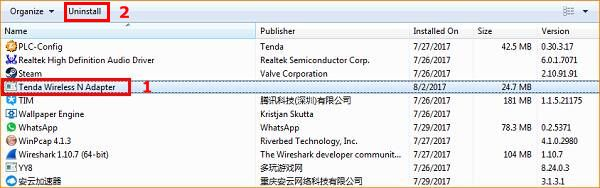 Organize Uninstall 2
Name Publisher Installed On Size Version
PLC-Config Tenda 7/27/2017 42.5 MB 0.30.3.17
Realtek High Definition Audio Driver Realtek Semiconductor Corp. 7/27/2017 6.0.1.7071
Steam Valve Corporation 7/27/2017 2.10.91.91
Tenda Wireless N Adapter 1 8/2/2017 24.7 MB
TIM 腾讯科技(深圳)有限公司 7/27/2017 181 MB 1.1.5.21175
Wallpaper Engine Kristjan Skutta 7/27/2017
WhatsApp WhatsApp 7/29/2017 78.3 MB 0.2.5371
WinPcap 4.1.3 Riverbed Technology, Inc. 7/27/2017 4.1.0.2980
Wireshark 1.10.7 (64-bit) The Wireshark developer communit... 7/27/2017 104 MB 1.10.7
YY8 多玩游戏网 7/27/2017 8.28.0.1
安云加速器 重庆安云网络科技有限公司 7/29/2017 3.1.3.1